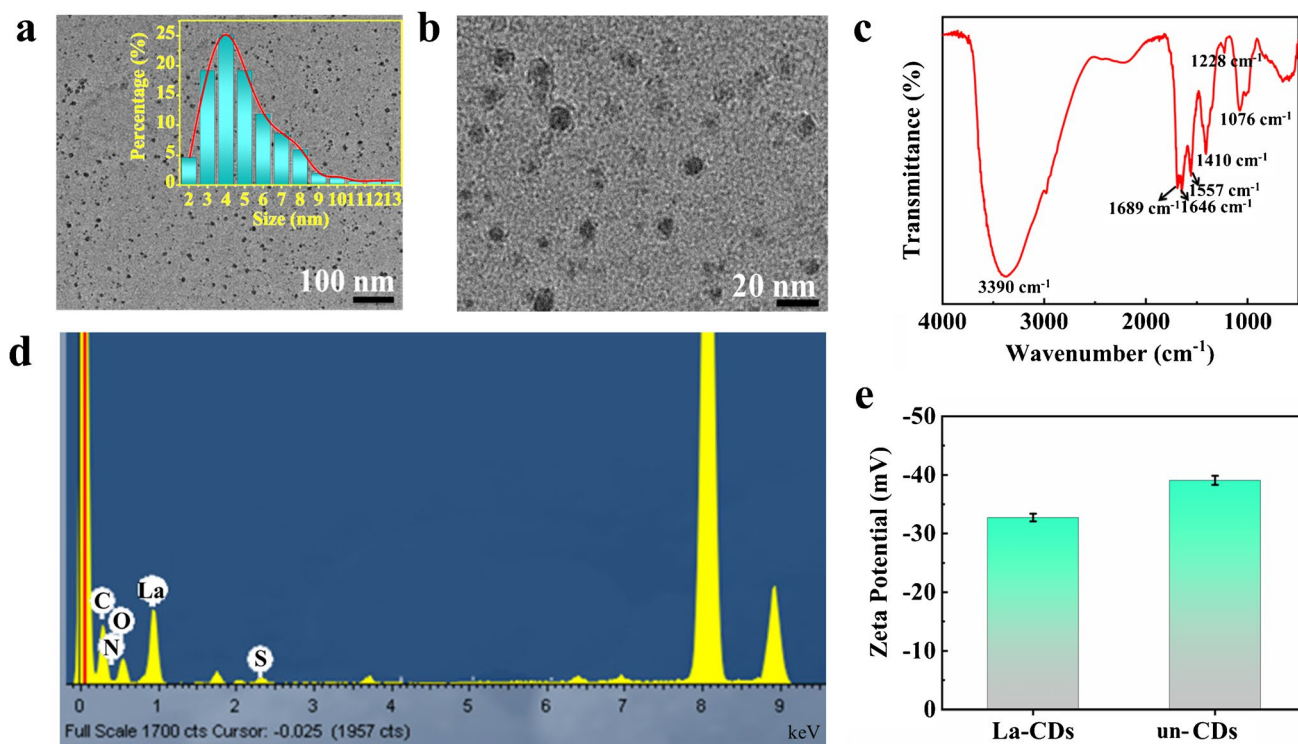 a
25
20
15
10
5
0
Percentage (%)
2 3 4 5 6 7 8 9 10 11 12 13
Size (nm)
100 nm
b
20 nm
c
Transmittance (%)
1228 cm-1
1076 cm-1
1410 cm-1
1557 cm-1
1689 cm-1
1646 cm-1
3390 cm-1
4000 3000 2000 1000
Wavenumber (cm-1)
d
C
N
O
La
S
0 1 2 3 4 5 6 7 8 9
Full Scale 1700 cts Cursor: -0.025 (1957 cts)
keV
e
-50
-40
-30
-20
-10
0
Zeta Potential (mV)
La-CDs un-CDs